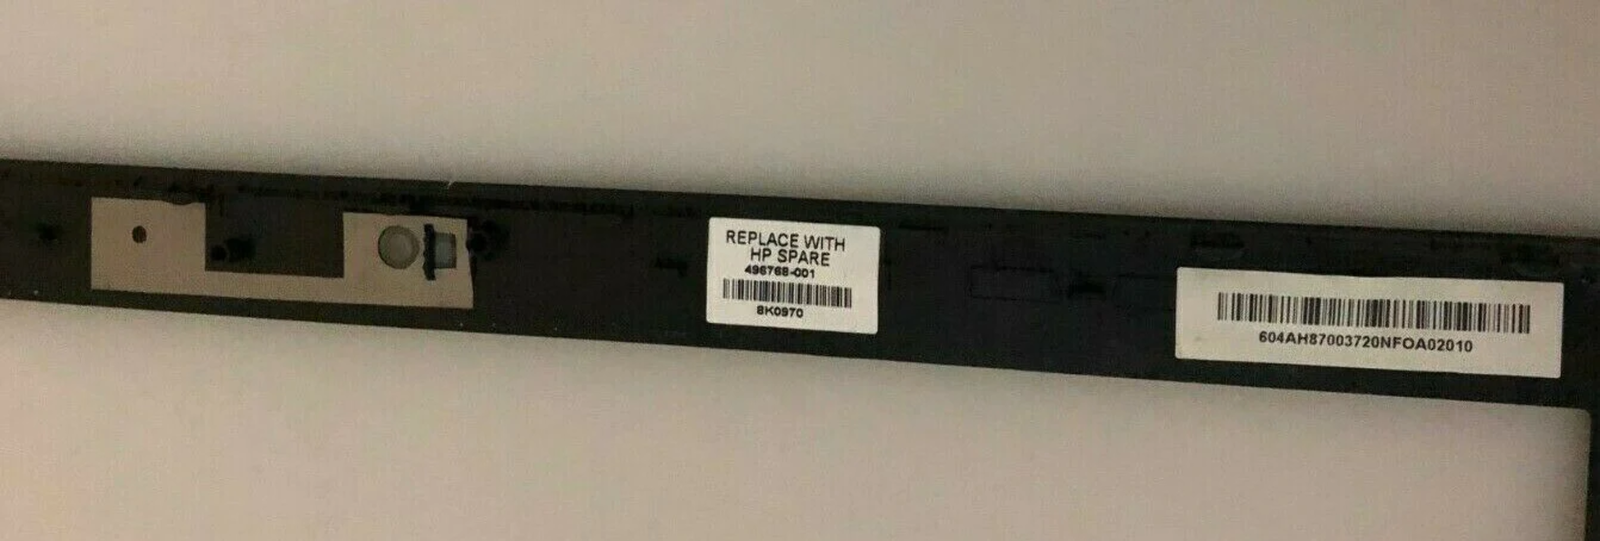 REPLACE WITH
HP SPARE
496768-001
8K0970
604AH87003720NFOA02010